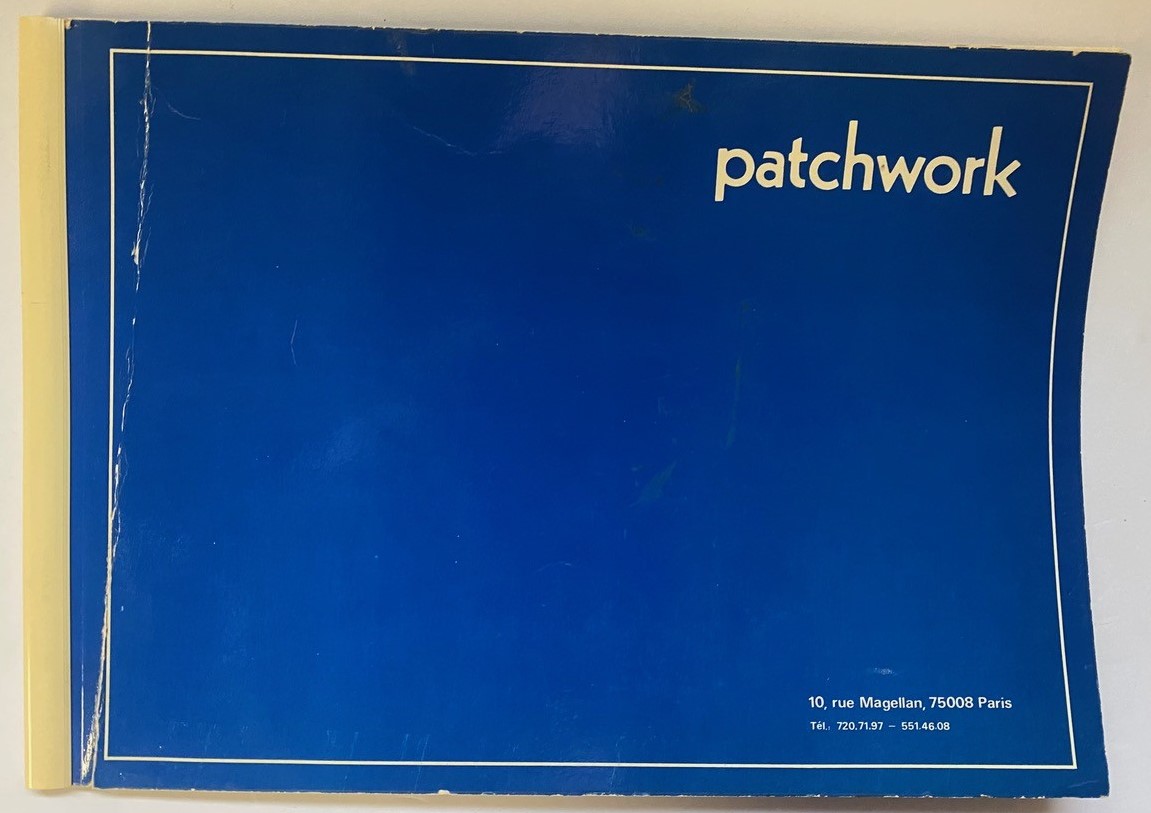 patchwork
10, rue Magellan, 75008 Paris
Tél.: 720.71.97 – 551.46.08